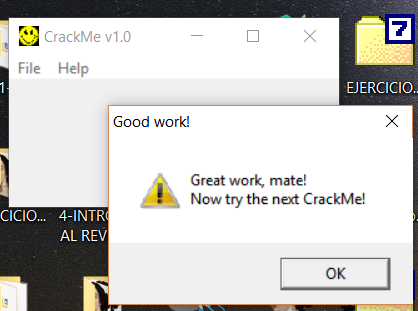 CrackMe v1.0
7
File Help
EJERCICIO...
Good work!
Great work, mate!
Now try the next CrackMe!
CICIO...
4-INTRO
AL REV
OK